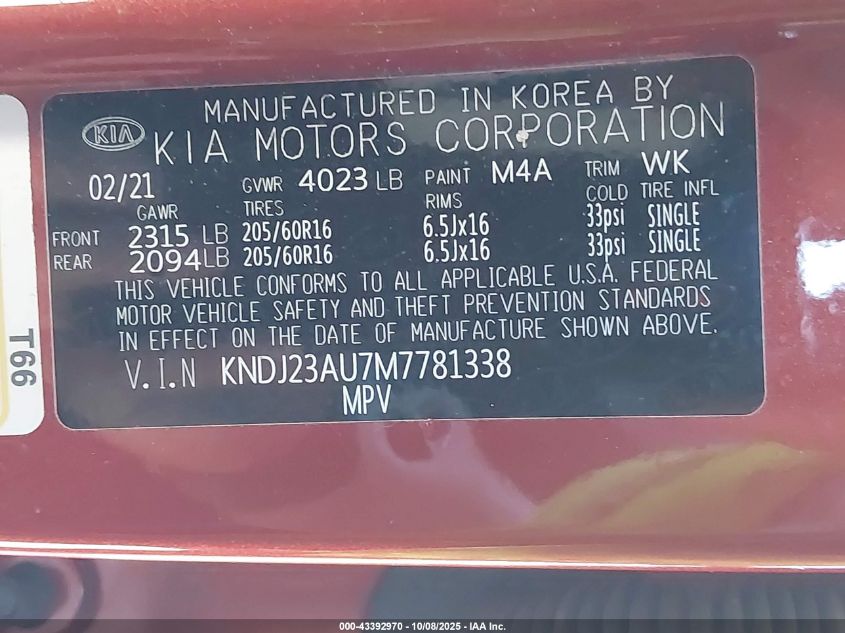 MANUFACTURED IN KOREA BY
KIA KIA MOTORS CORPORATION
02/21 GVWR 4023 LB PAINT M4A TRIM WK
GAWR TIRES RIMS COLD TIRE INFL
FRONT 2315 LB 205/60R16 6.5Jx16 33psi SINGLE
REAR 2094 LB 205/60R16 6.5Jx16 33psi SINGLE
THIS VEHICLE CONFORMS TO ALL APPLICABLE U.S.A. FEDERAL
MOTOR VEHICLE SAFETY AND THEFT PREVENTION STANDARDS
IN EFFECT ON THE DATE OF MANUFACTURE SHOWN ABOVE.
V.I.N KNDJ23AU7M7781338
MPV
T66
000-43392970 - 10/08/2025 - IAA Inc.